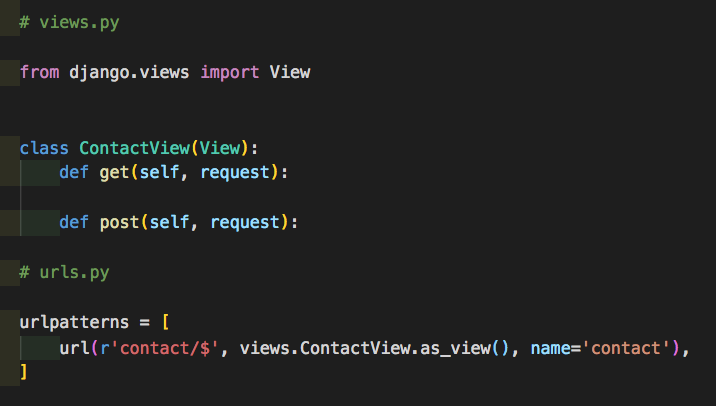 # views.py
from django.views import View
class ContactView(View):
    def get(self, request):
    def post(self, request):
# urls.py
urlpatterns = [
    url(r'contact/$', views.ContactView.as_view(), name='contact'),
]